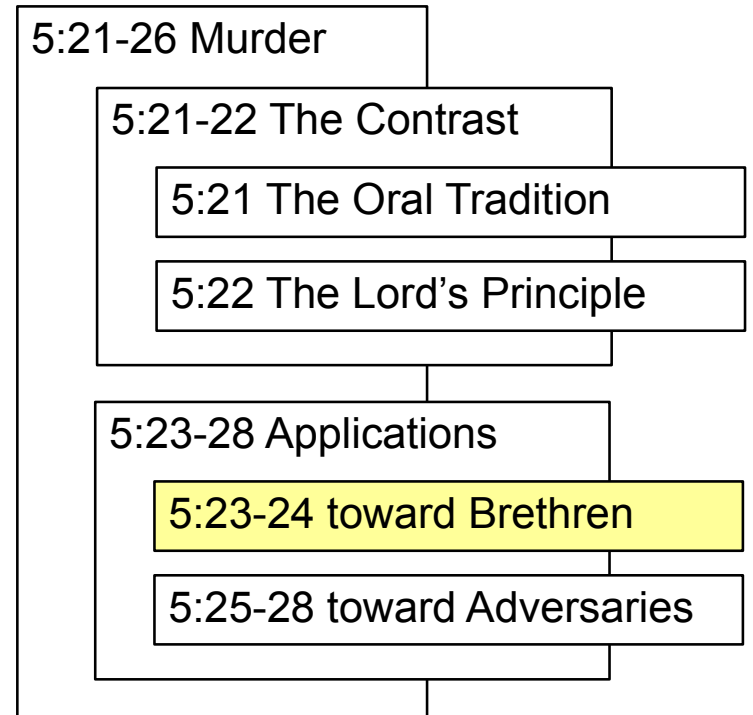 5:21-26 Murder
5:21-22 The Contrast
5:21 The Oral Tradition
5:22 The Lord’s Principle
5:23-28 Applications
5:23-24 toward Brethren
5:25-28 toward Adversaries